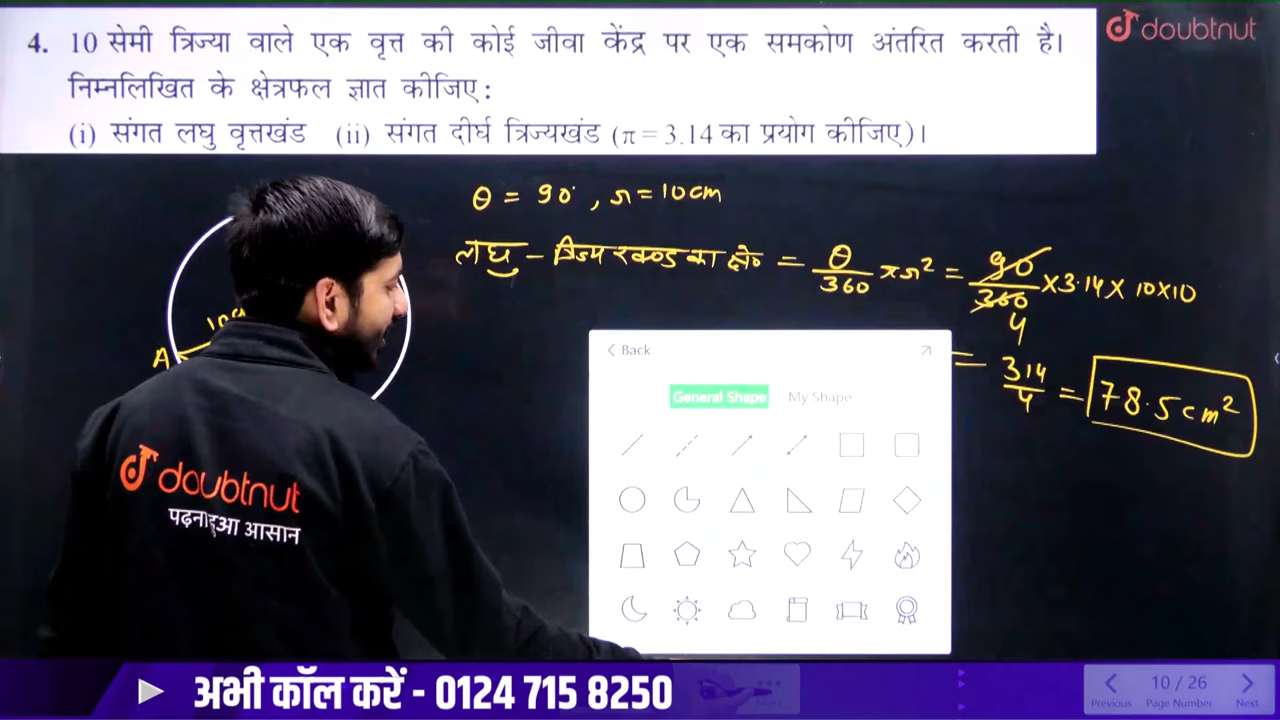 4. 10 सेमी त्रिज्या वाले एक वृत्त की कोई जीवा केंद्र पर एक समकोण अंतरित करती है।
निम्नलिखित के क्षेत्रफल ज्ञात कीजिए:
(i) संगत लघु वृत्तखंड (ii) संगत दीर्घ त्रिज्यखंड (π = 3.14 का प्रयोग कीजिए)।
doubtnut
θ = 90°, r = 10cm
लघु - त्रिज्यखण्ड का क्षे० = θ/360 πr² = 90/360 × 3.14 × 10×10
4
= 314/4 = 78.5 cm²
A
Back
General Shape My Shape
doubtnut
पढ़ना हुआ आसान
अभी कॉल करें - 0124 715 8250
10 / 26
Previous Page Number Next